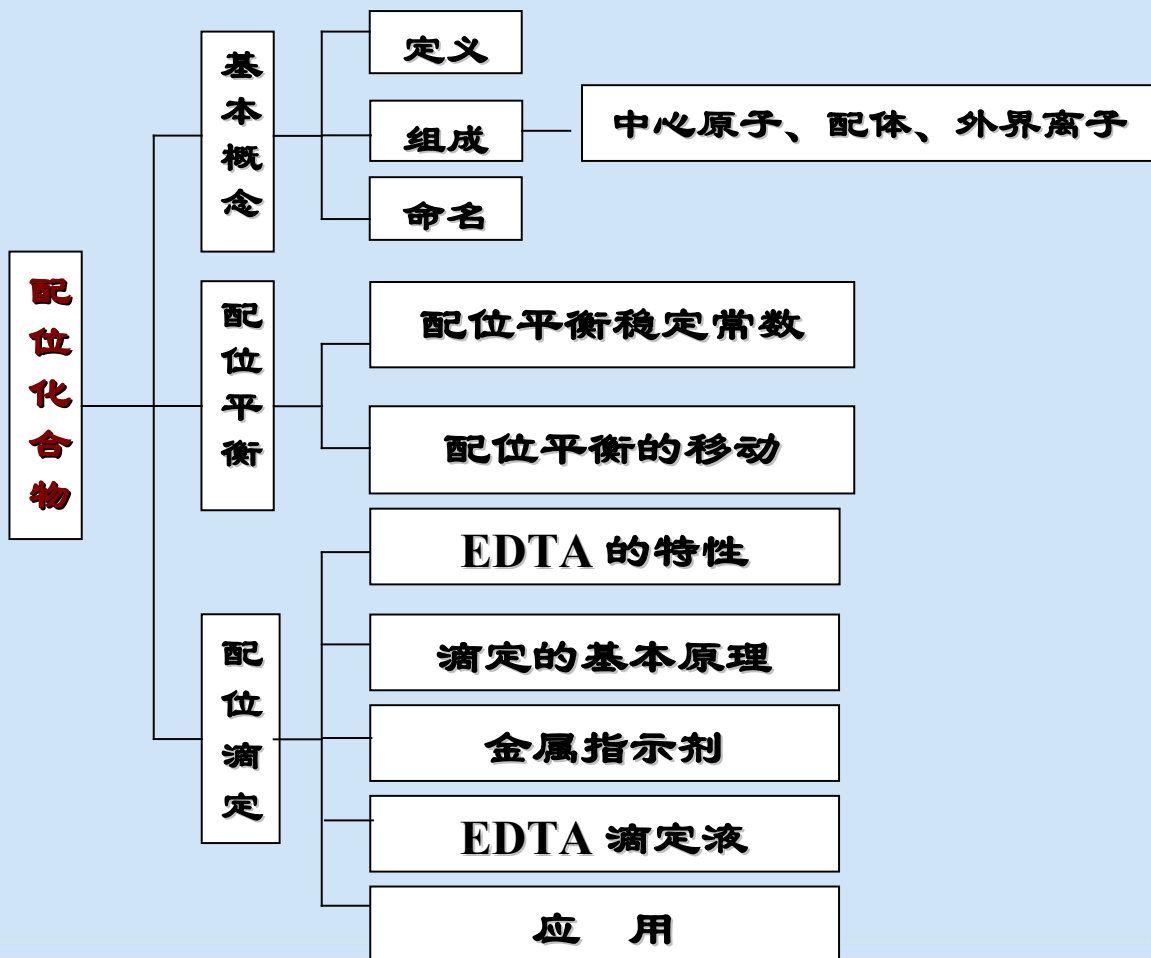 配位化合物
基本概念
定义
组成
中心原子、配体、外界离子
命名
配位平衡
配位平衡稳定常数
配位平衡的移动
配位滴定
EDTA 的特性
滴定的基本原理
金属指示剂
EDTA 滴定液
应 用